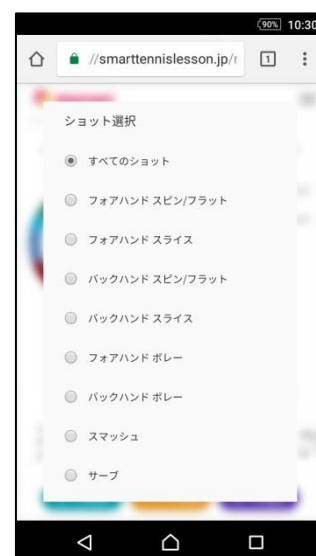 90% 10:30
//smarttennislesson.jp/r 1
ショット選択
すべてのショット
フォアハンド スピン/フラット
フォアハンド スライス
バックハンド スピン/フラット
バックハンド スライス
フォアハンド ボレー
バックハンド ボレー
スマッシュ
サーブ